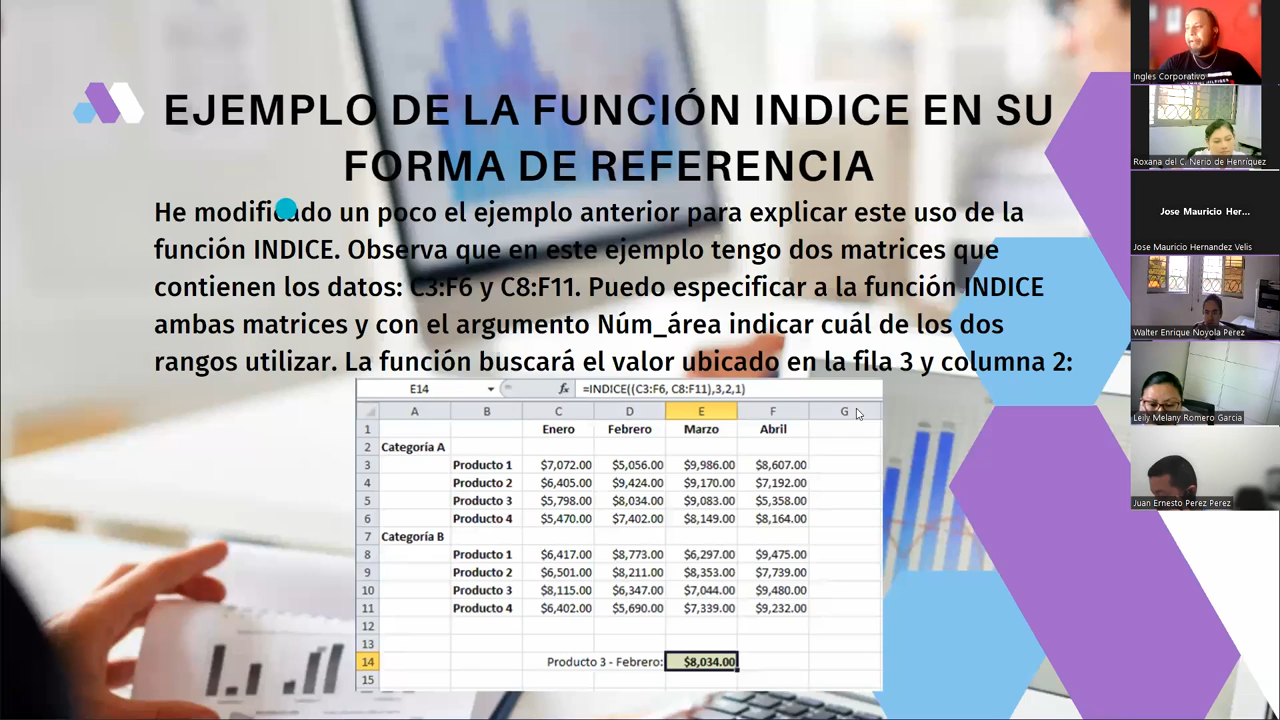 EJEMPLO DE LA FUNCIÓN INDICE EN SU
FORMA DE REFERENCIA
He modificado un poco el ejemplo anterior para explicar este uso de la
función INDICE. Observa que en este ejemplo tengo dos matrices que
contienen los datos: C3:F6 y C8:F11. Puedo especificar a la función INDICE
ambas matrices y con el argumento Núm_área indicar cuál de los dos
rangos utilizar. La función buscará el valor ubicado en la fila 3 y columna 2:
E14 fx =INDICE((C3:F6, C8:F11),3,2,1)
A B C D E F G
1 Enero Febrero Marzo Abril
2 Categoría A
3 Producto 1 $7,072.00 $5,056.00 $9,986.00 $8,607.00
4 Producto 2 $6,405.00 $9,424.00 $9,170.00 $7,192.00
5 Producto 3 $5,798.00 $8,034.00 $9,083.00 $5,358.00
6 Producto 4 $5,470.00 $7,402.00 $8,149.00 $8,164.00
7 Categoría B
8 Producto 1 $6,417.00 $8,773.00 $6,297.00 $9,475.00
9 Producto 2 $6,501.00 $8,211.00 $8,353.00 $7,739.00
10 Producto 3 $8,115.00 $6,347.00 $7,044.00 $9,480.00
11 Producto 4 $6,402.00 $5,690.00 $7,339.00 $9,232.00
12
13
14 Producto 3 - Febrero: $8,034.00
15
Ingles Corporativo
Roxana del C. Nerio de Henríquez
Jose Mauricio Her...
Jose Mauricio Hernandez Velis
Walter Enrique Noyola Perez
Leily Melany Romero Garcia
Juan Ernesto Perez Perez